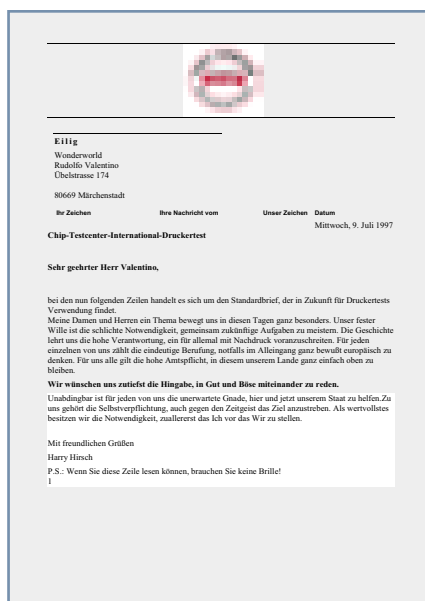 Eilig
Wonderworld
Rudolfo Valentino
Übelstrasse 174
80669 Märchenstadt
Ihr Zeichen Ihre Nachricht vom Unser Zeichen Datum
Mittwoch, 9. Juli 1997
Chip-Testcenter-International-Druckertest
Sehr geehrter Herr Valentino,
bei den nun folgenden Zeilen handelt es sich um den Standardbrief, der in Zukunft für Druckertests
Verwendung findet.
Meine Damen und Herren ein Thema bewegt uns in diesen Tagen ganz besonders. Unser fester
Wille ist die schlichte Notwendigkeit, gemeinsam zukünftige Aufgaben zu meistern. Die Geschichte
lehrt uns die hohe Verantwortung, ein für allemal mit Nachdruck voranzuschreiten. Für jeden
einzelnen von uns zählt die eindeutige Berufung, notfalls im Alleingang ganz bewußt europäisch zu
denken. Für uns alle gilt die hohe Amtspflicht, in diesem unserem Lande ganz einfach oben zu
bleiben.
Wir wünschen uns zutiefst die Hingabe, in Gut und Böse miteinander zu reden.
Unabdingbar ist für jeden von uns die unerwartete Gnade, hier und jetzt unserem Staat zu helfen.Zu
uns gehört die Selbstverpflichtung, auch gegen den Zeitgeist das Ziel anzustreben. Als wertvollstes
besitzen wir die Notwendigkeit, zuallererst das Ich vor das Wir zu stellen.
Mit freundlichen Grüßen
Harry Hirsch
P.S.: Wenn Sie diese Zeile lesen können, brauchen Sie keine Brille!
1